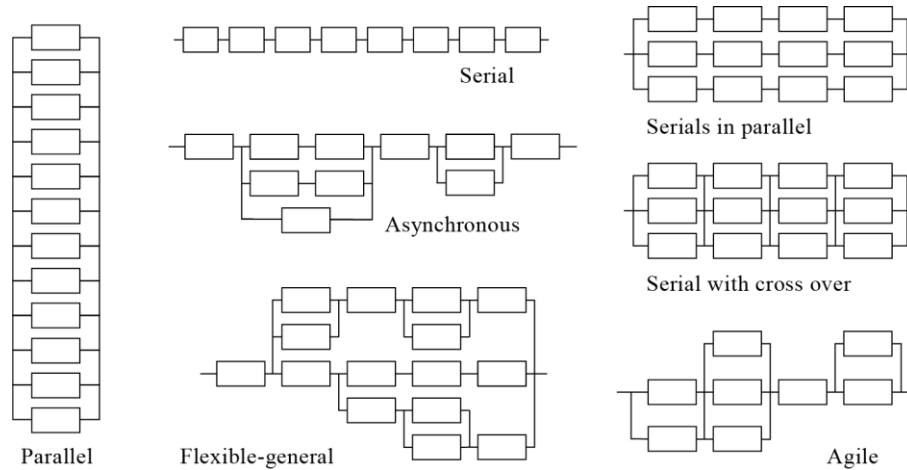 Serial
Serials in parallel
Asynchronous
Serial with cross over
Parallel
Flexible-general
Agile